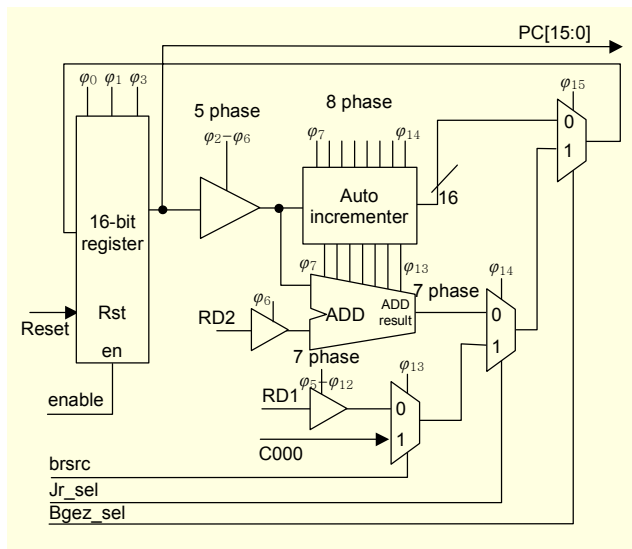 PC[15:0]
φ0 φ1 φ3
5 phase
φ2−φ6
8 phase
φ7 φ14
φ15
0
1
16-bit
register
Auto
incrementer
16
Rst
Reset
en
enable
φ7 φ13
7 phase
φ14
φ6
RD2
ADD
ADD
result
0
1
7 phase
φ5−φ12
φ13
RD1
0
1
C000
brsrc
Jr_sel
Bgez_sel